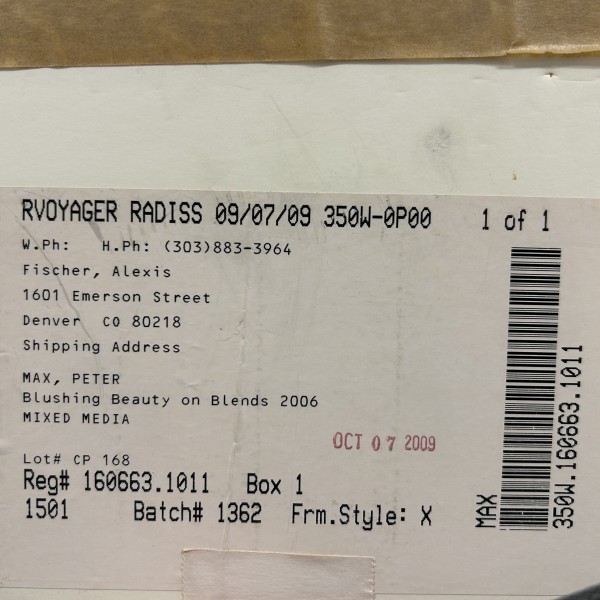 RVOYAGER RADISS 09/07/09 350W-0P00 1 of 1
W.Ph: H.Ph: (303)883-3964
Fischer, Alexis
1601 Emerson Street
Denver CO 80218
Shipping Address
MAX, PETER
Blushing Beauty on Blends 2006
MIXED MEDIA
OCT 07 2009
Lot# CP 168
Reg# 160663.1011 Box 1
1501 Batch# 1362 Frm.Style: X
MAX
350W.160663.1011